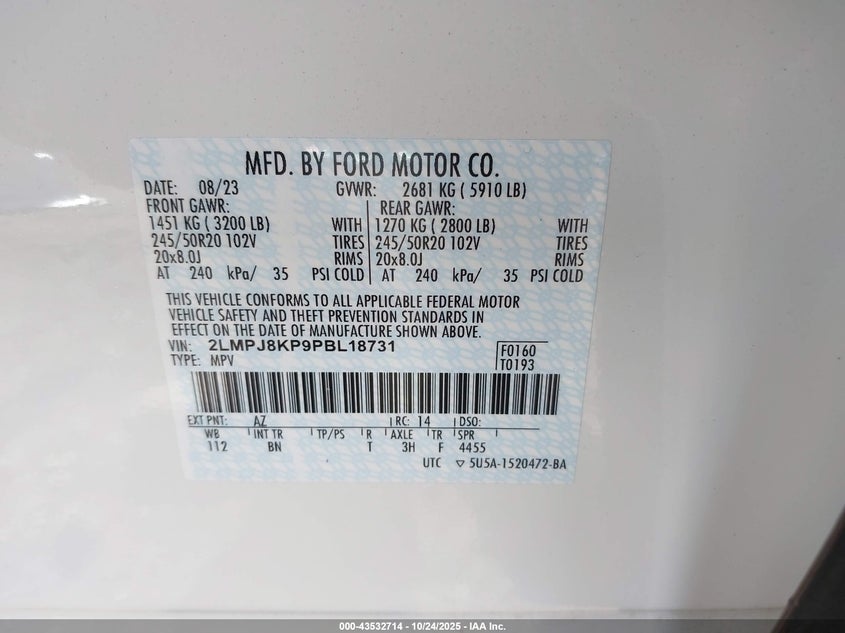 MFD. BY FORD MOTOR CO.
DATE: 08/23 GVWR: 2681 KG ( 5910 LB)
FRONT GAWR: REAR GAWR:
1451 KG ( 3200 LB) WITH 1270 KG ( 2800 LB) WITH
245/50R20 102V TIRES 245/50R20 102V TIRES
20x8.0J RIMS 20x8.0J RIMS
AT 240 kPa/ 35 PSI COLD AT 240 kPa/ 35 PSI COLD
THIS VEHICLE CONFORMS TO ALL APPLICABLE FEDERAL MOTOR
VEHICLE SAFETY AND THEFT PREVENTION STANDARDS IN
EFFECT ON THE DATE OF MANUFACTURE SHOWN ABOVE.
VIN: 2LMPJ8KP9PBL18731 F0160
TYPE: MPV T0193
EXT PNT: AZ RC: 14 DSO:
WB INT TR TP/PS R AXLE TR SPR
112 BN T 3H F 4455
UTC ▽ 5U5A-1520472-BA
000-43532714 - 10/24/2025 - IAA Inc.